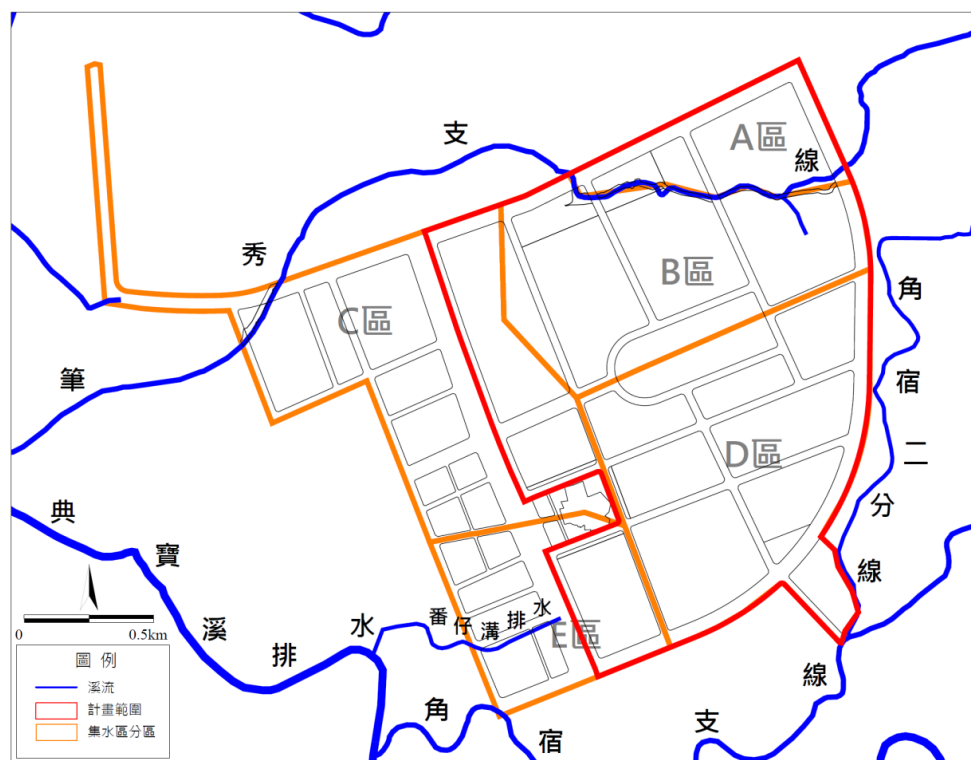 支
線
A區
秀
B區
角
C區
筆
宿
二
D區
典
分
寶
線
0 0.5km
溪
水
番仔溝排水
排
E區
線
圖例
溪流
計畫範圍
集水區分區
角
宿
支